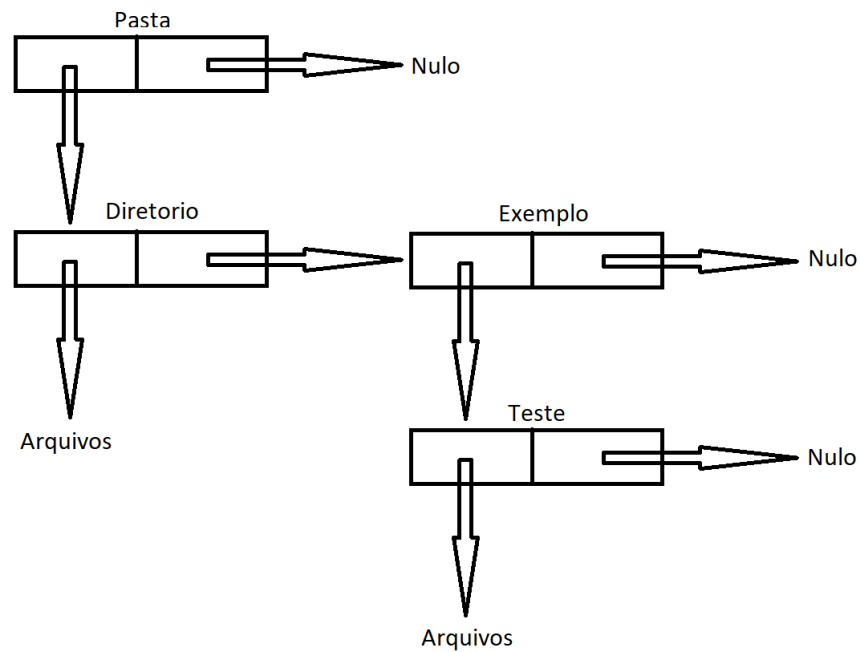 Pasta
Nulo
Diretorio
Exemplo
Nulo
Arquivos
Teste
Nulo
Arquivos